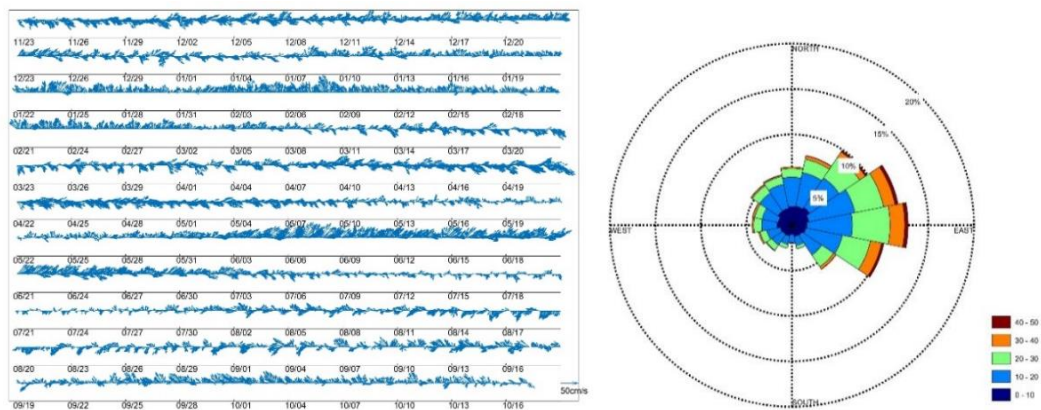 11/23 11/26 11/29 12/02 12/05 12/08 12/11 12/14 12/17 12/20
12/23 12/26 12/29 01/01 01/04 01/07 01/10 01/13 01/16 01/19
01/22 01/25 01/28 01/31 02/03 02/06 02/09 02/12 02/15 02/18
02/21 02/24 02/27 03/02 03/05 03/08 03/11 03/14 03/17 03/20
03/23 03/26 03/29 04/01 04/04 04/07 04/10 04/13 04/16 04/19
04/22 04/25 04/28 05/01 05/04 05/07 05/10 05/13 05/16 05/19
05/22 05/25 05/28 05/31 06/03 06/06 06/09 06/12 06/15 06/18
06/21 06/24 06/27 06/30 07/03 07/06 07/09 07/12 07/15 07/18
07/21 07/24 07/27 07/30 08/02 08/05 08/08 08/11 08/14 08/17
08/20 08/23 08/26 08/29 09/01 09/04 09/07 09/10 09/13 09/16
50cm/s
09/19 09/22 09/25 09/28 10/01 10/04 10/07 10/10 10/13 10/16
NORTH
20%
15%
10%
5%
WEST
EAST
SOUTH
40 - 50
30 - 40
20 - 30
10 - 20
0 - 10